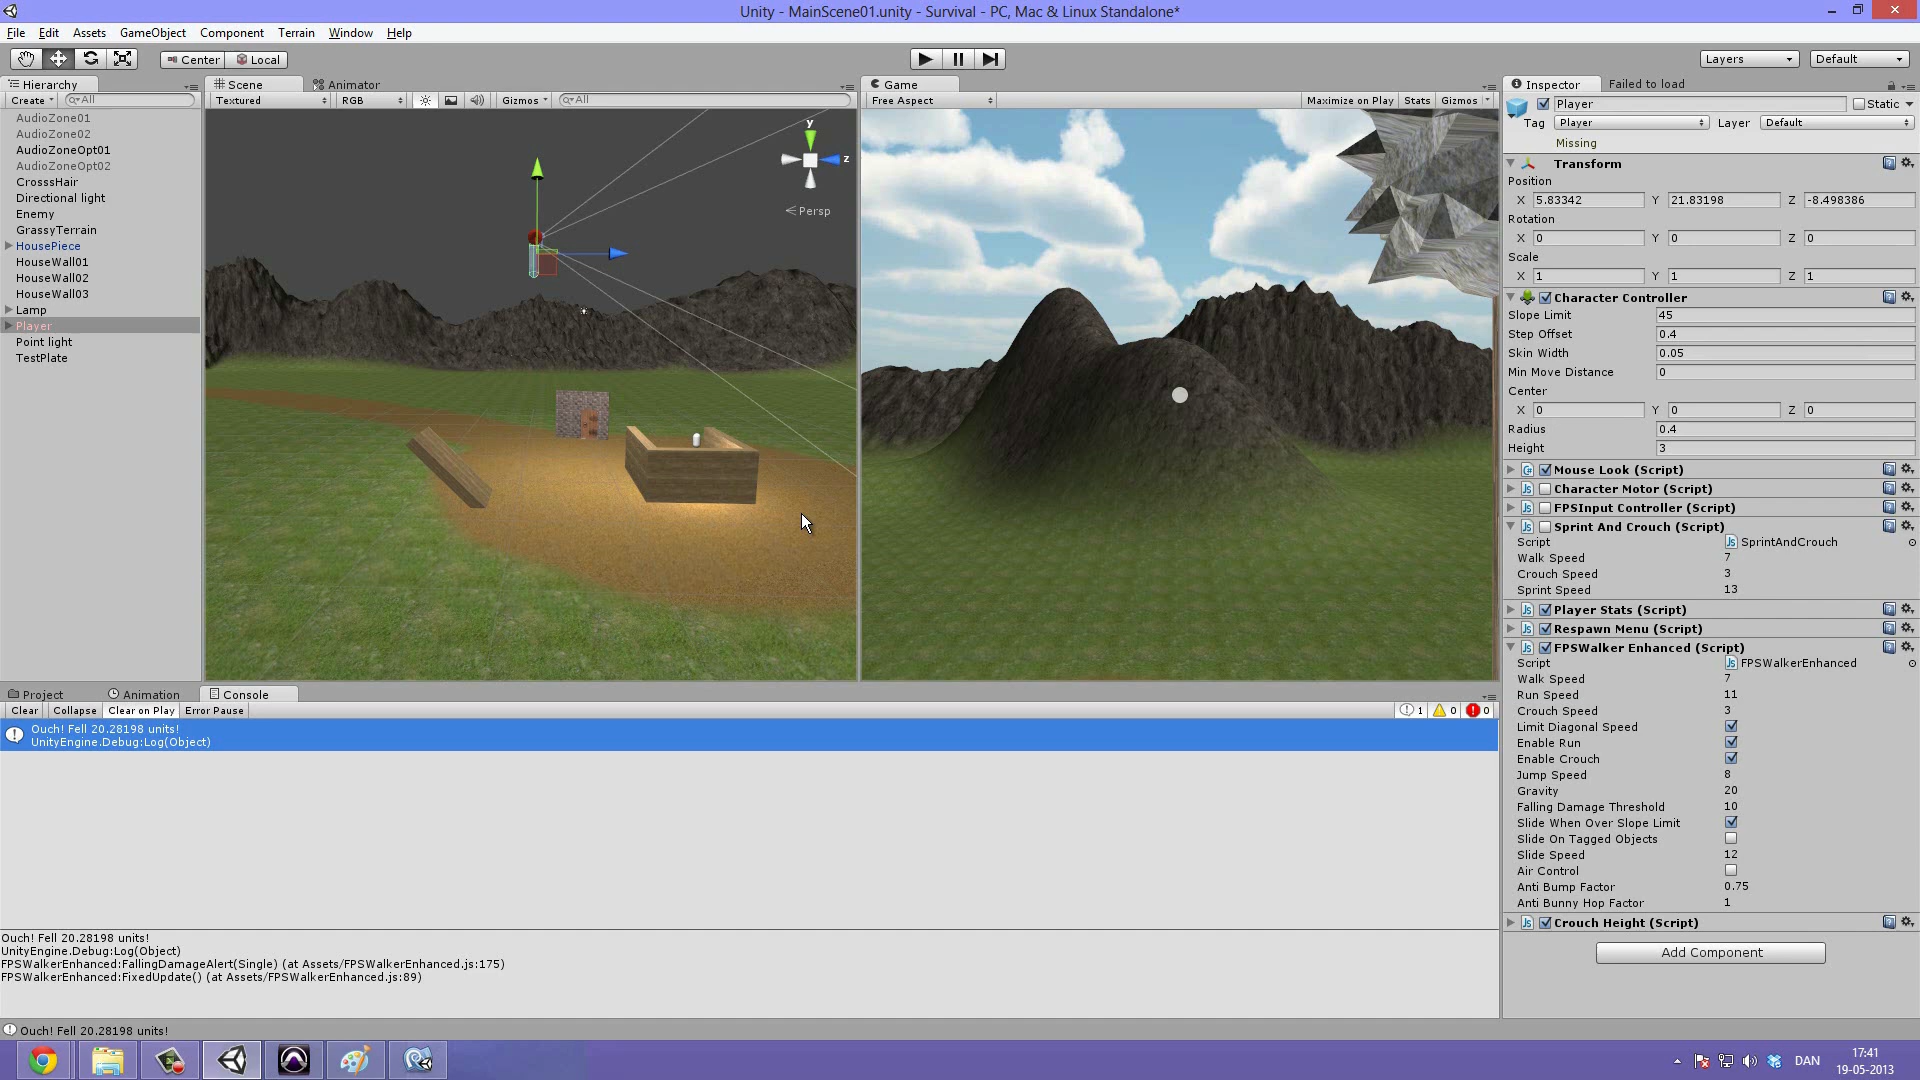 Unity - MainScene01.unity - Survival - PC, Mac & Linux Standalone*
File Edit Assets GameObject Component Terrain Window Help
Center Local Layers Default
Hierarchy
Create All
AudioZone01
AudioZone02
AudioZoneOpt01
AudioZoneOpt02
CrosssHair
Directional light
Enemy
GrassyTerrain
HousePiece
HouseWall01
HouseWall02
HouseWall03
Lamp
Player
Point light
TestPlate
Scene Animator
Textured RGB Gizmos All
y
z
Persp
Game
Free Aspect Maximize on Play Stats Gizmos
Project Animation Console
Clear Collapse Clear on Play Error Pause 1 0 0
Ouch! Fell 20.28198 units!
UnityEngine.Debug:Log(Object)
Ouch! Fell 20.28198 units!
UnityEngine.Debug:Log(Object)
FPSWalkerEnhanced:FallingDamageAlert(Single) (at Assets/FPSWalkerEnhanced.js:175)
FPSWalkerEnhanced:FixedUpdate() (at Assets/FPSWalkerEnhanced.js:89)
Ouch! Fell 20.28198 units!
Inspector Failed to load
Player Static
Tag Player Layer Default
Missing
Transform
Position
X 5.83342 Y 21.83198 Z -8.498386
Rotation
X 0 Y 0 Z 0
Scale
X 1 Y 1 Z 1
Character Controller
Slope Limit 45
Step Offset 0.4
Skin Width 0.05
Min Move Distance 0
Center
X 0 Y 0 Z 0
Radius 0.4
Height 3
Mouse Look (Script)
Character Motor (Script)
FPSInput Controller (Script)
Sprint And Crouch (Script)
Script SprintAndCrouch
Walk Speed 7
Crouch Speed 3
Sprint Speed 13
Player Stats (Script)
Respawn Menu (Script)
FPSWalker Enhanced (Script)
Script FPSWalkerEnhanced
Walk Speed 7
Run Speed 11
Crouch Speed 3
Limit Diagonal Speed
Enable Run
Enable Crouch
Jump Speed 8
Gravity 20
Falling Damage Threshold 10
Slide When Over Slope Limit
Slide On Tagged Objects
Slide Speed 12
Air Control
Anti Bump Factor 0.75
Anti Bunny Hop Factor 1
Crouch Height (Script)
Add Component
DAN
17:41
19-05-2013